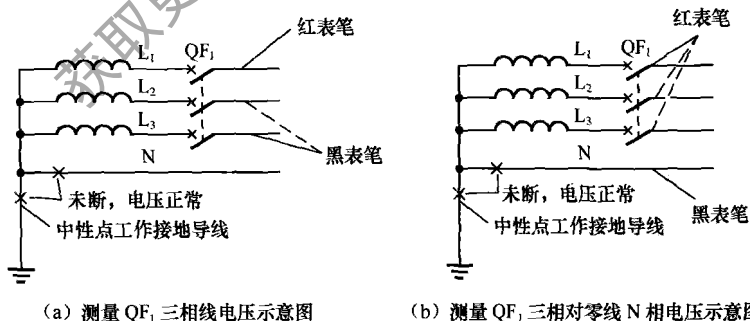 获取更
红表笔
L₁ QF₁
L₂
L₃
N
黑表笔
未断，电压正常
中性点工作接地导线
（a）测量 QF₁ 三相线电压示意图
红表笔
L₁ QF₁
L₂
L₃
N
未断，电压正常
黑表笔
中性点工作接地导线
（b）测量 QF₁ 三相对零线 N 相电压示意图